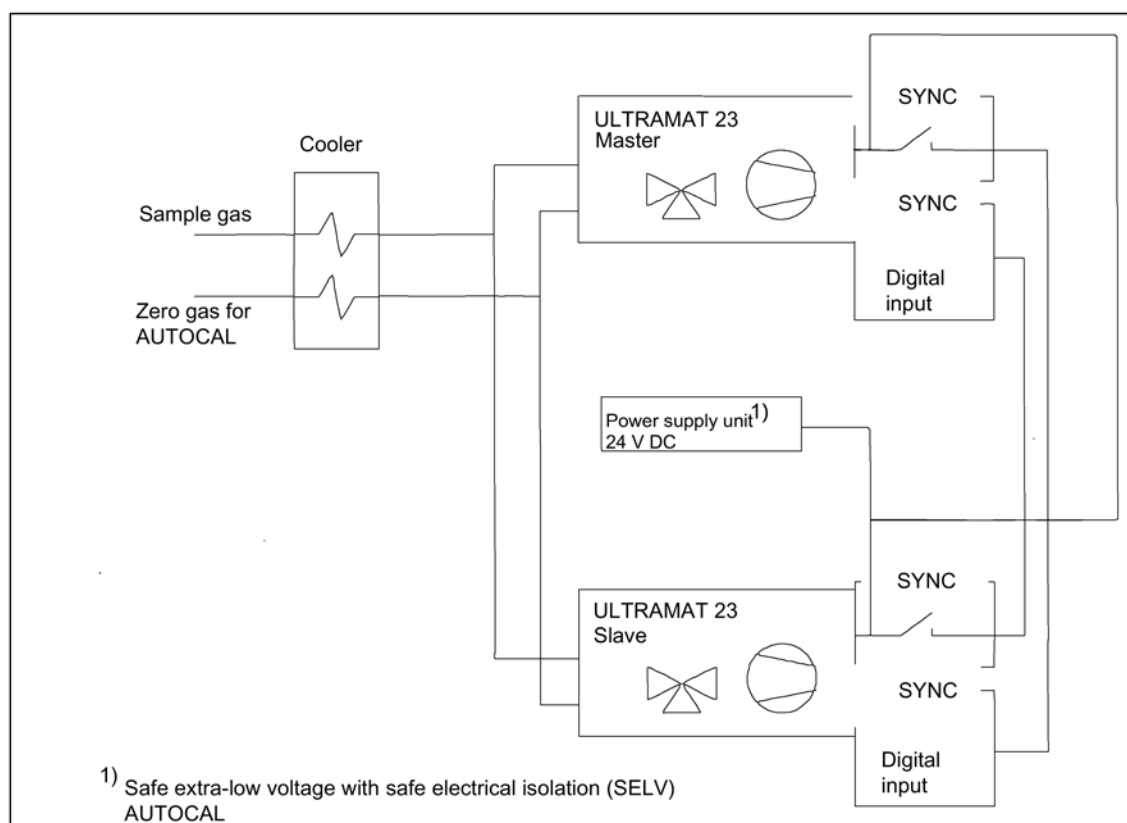 Cooler
Sample gas
Zero gas for
AUTOCAL
ULTRAMAT 23
Master
SYNC
SYNC
Digital
input
Power supply unit1)
24 V DC
ULTRAMAT 23
Slave
SYNC
SYNC
Digital
input
1) Safe extra-low voltage with safe electrical isolation (SELV)
AUTOCAL